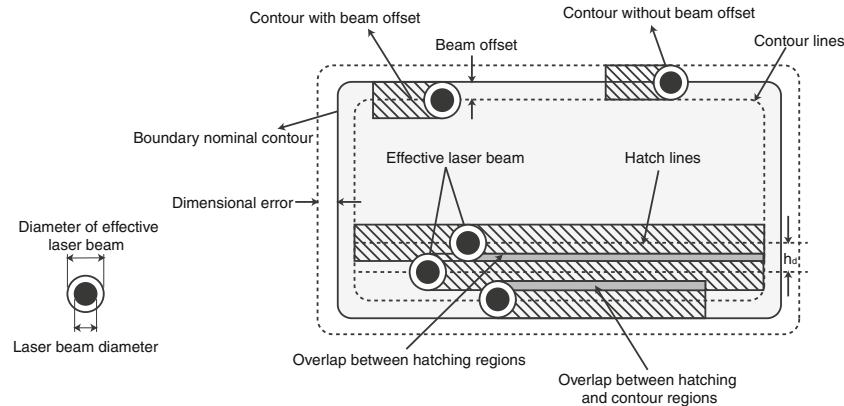 Contour with beam offset
Contour without beam offset
Beam offset
Contour lines
Boundary nominal contour
Effective laser beam
Hatch lines
Dimensional error
Diameter of effective
laser beam
hd
Laser beam diameter
Overlap between hatching regions
Overlap between hatching
and contour regions